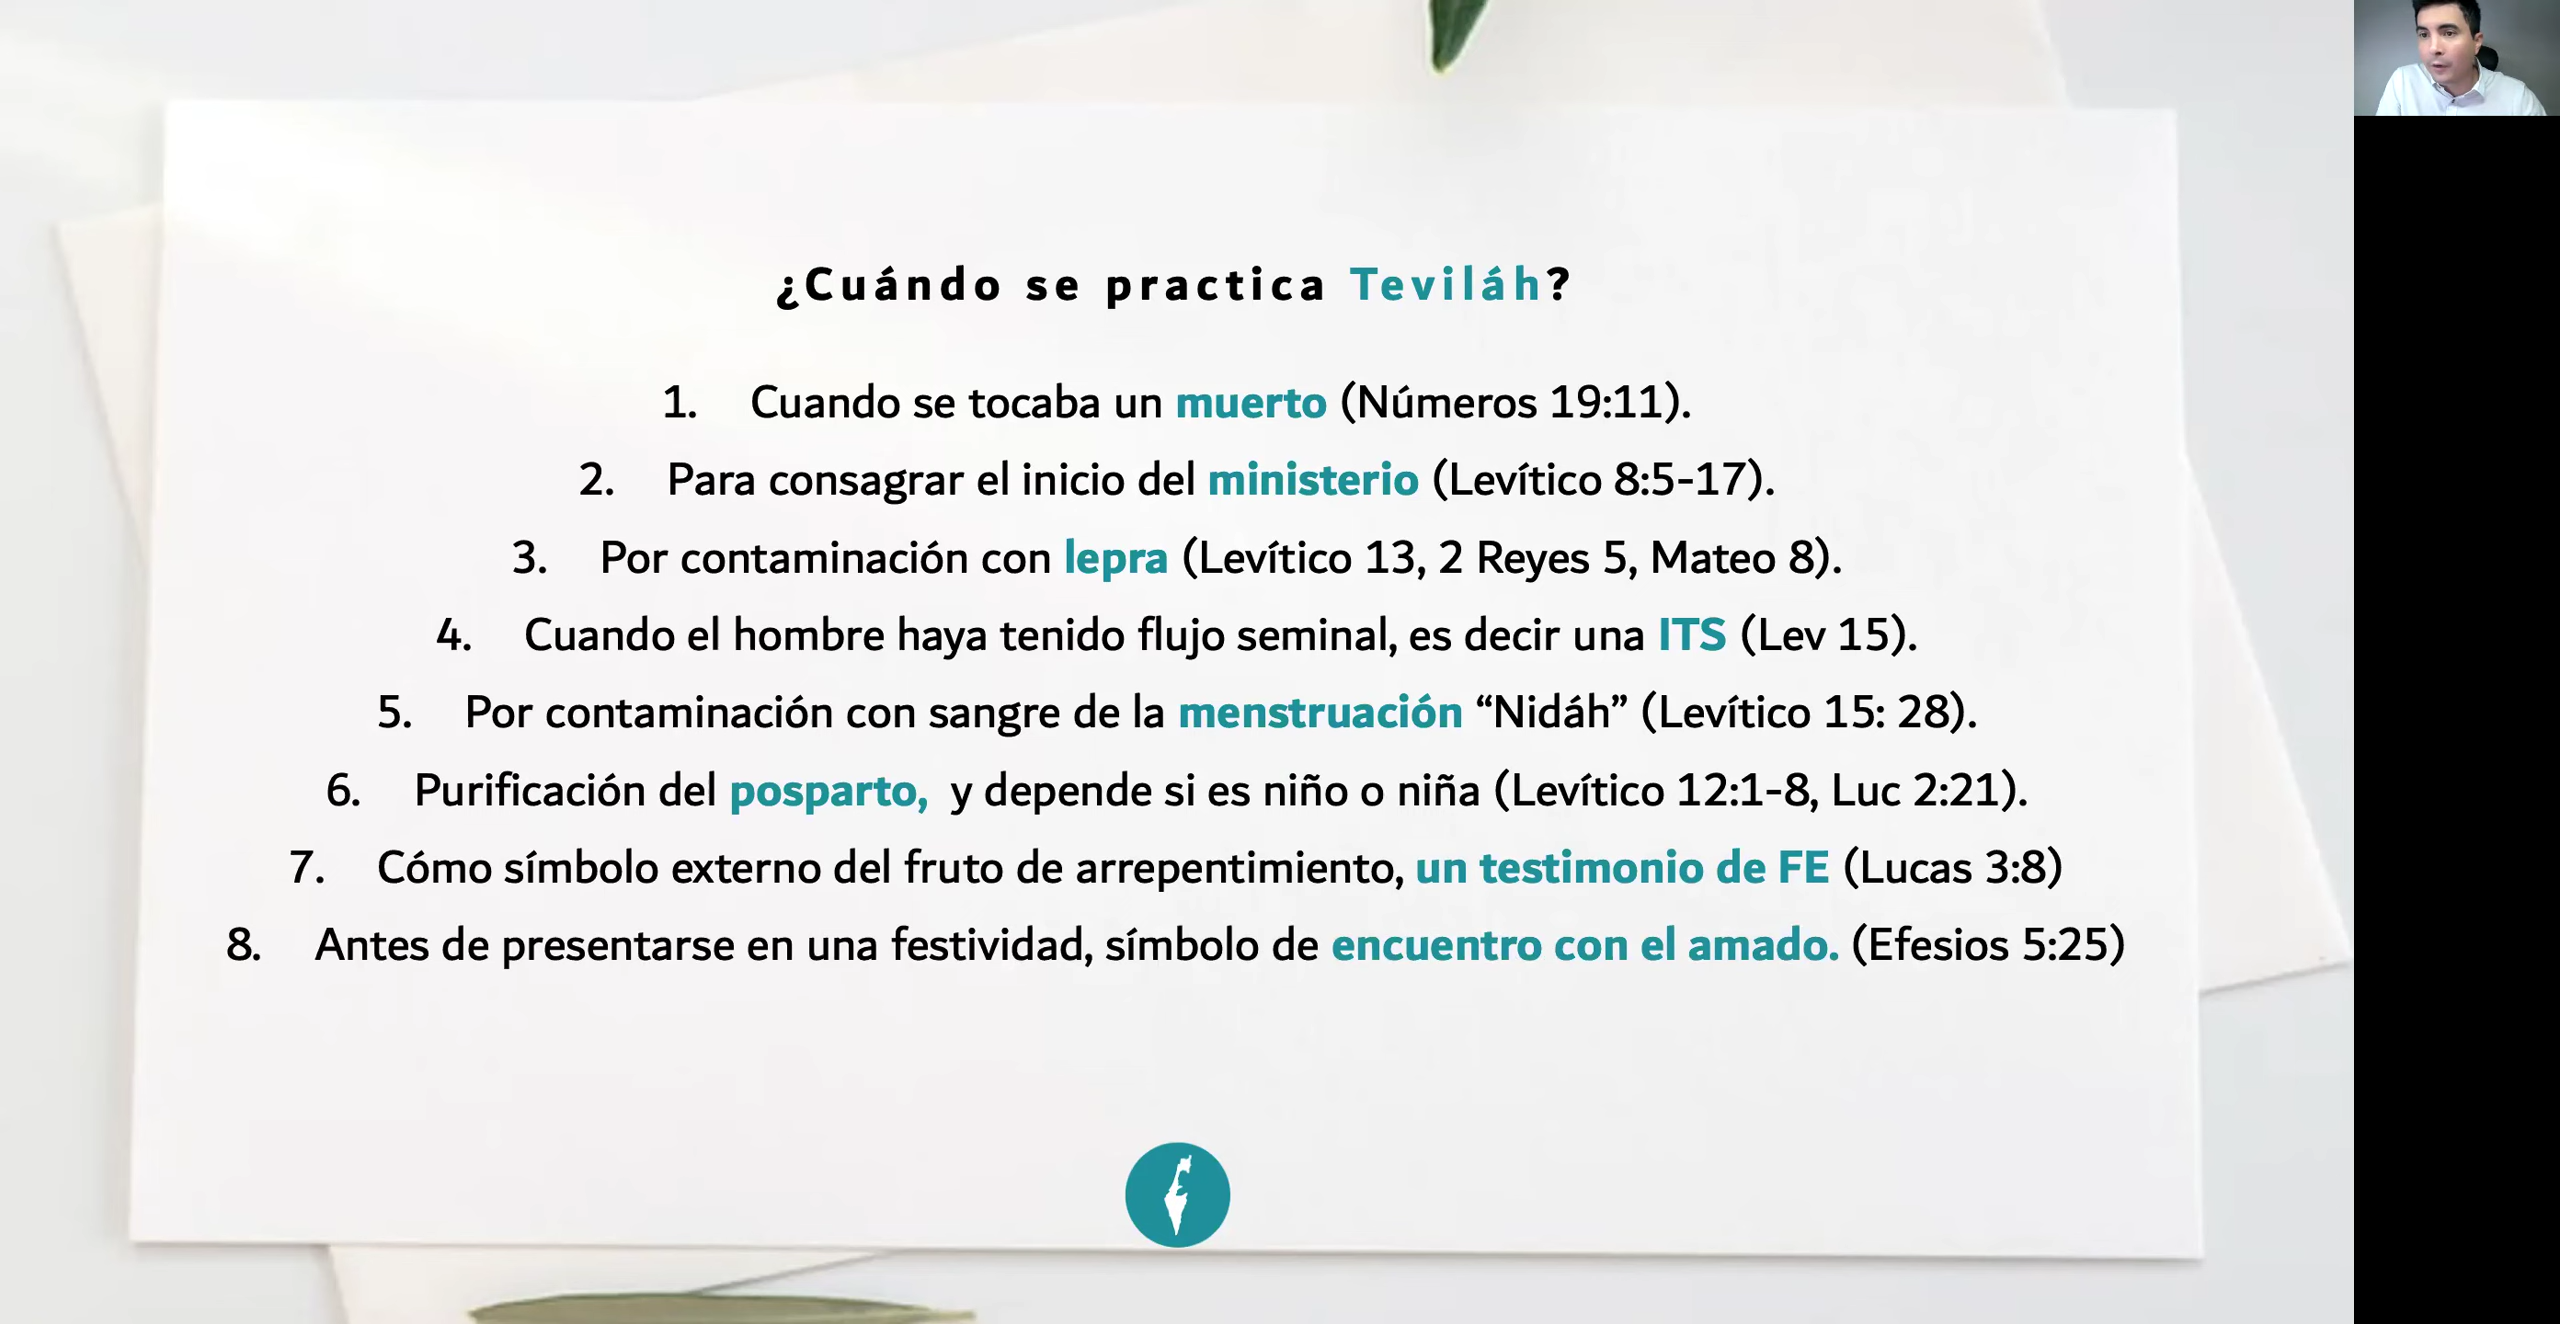 ¿Cuándo se practica Teviláh?
1. Cuando se tocaba un muerto (Números 19:11).
2. Para consagrar el inicio del ministerio (Levítico 8:5-17).
3. Por contaminación con lepra (Levítico 13, 2 Reyes 5, Mateo 8).
4. Cuando el hombre haya tenido flujo seminal, es decir una ITS (Lev 15).
5. Por contaminación con sangre de la menstruación “Nidáh” (Levítico 15: 28).
6. Purificación del posparto, y depende si es niño o niña (Levítico 12:1-8, Luc 2:21).
7. Cómo símbolo externo del fruto de arrepentimiento, un testimonio de FE (Lucas 3:8)
8. Antes de presentarse en una festividad, símbolo de encuentro con el amado. (Efesios 5:25)